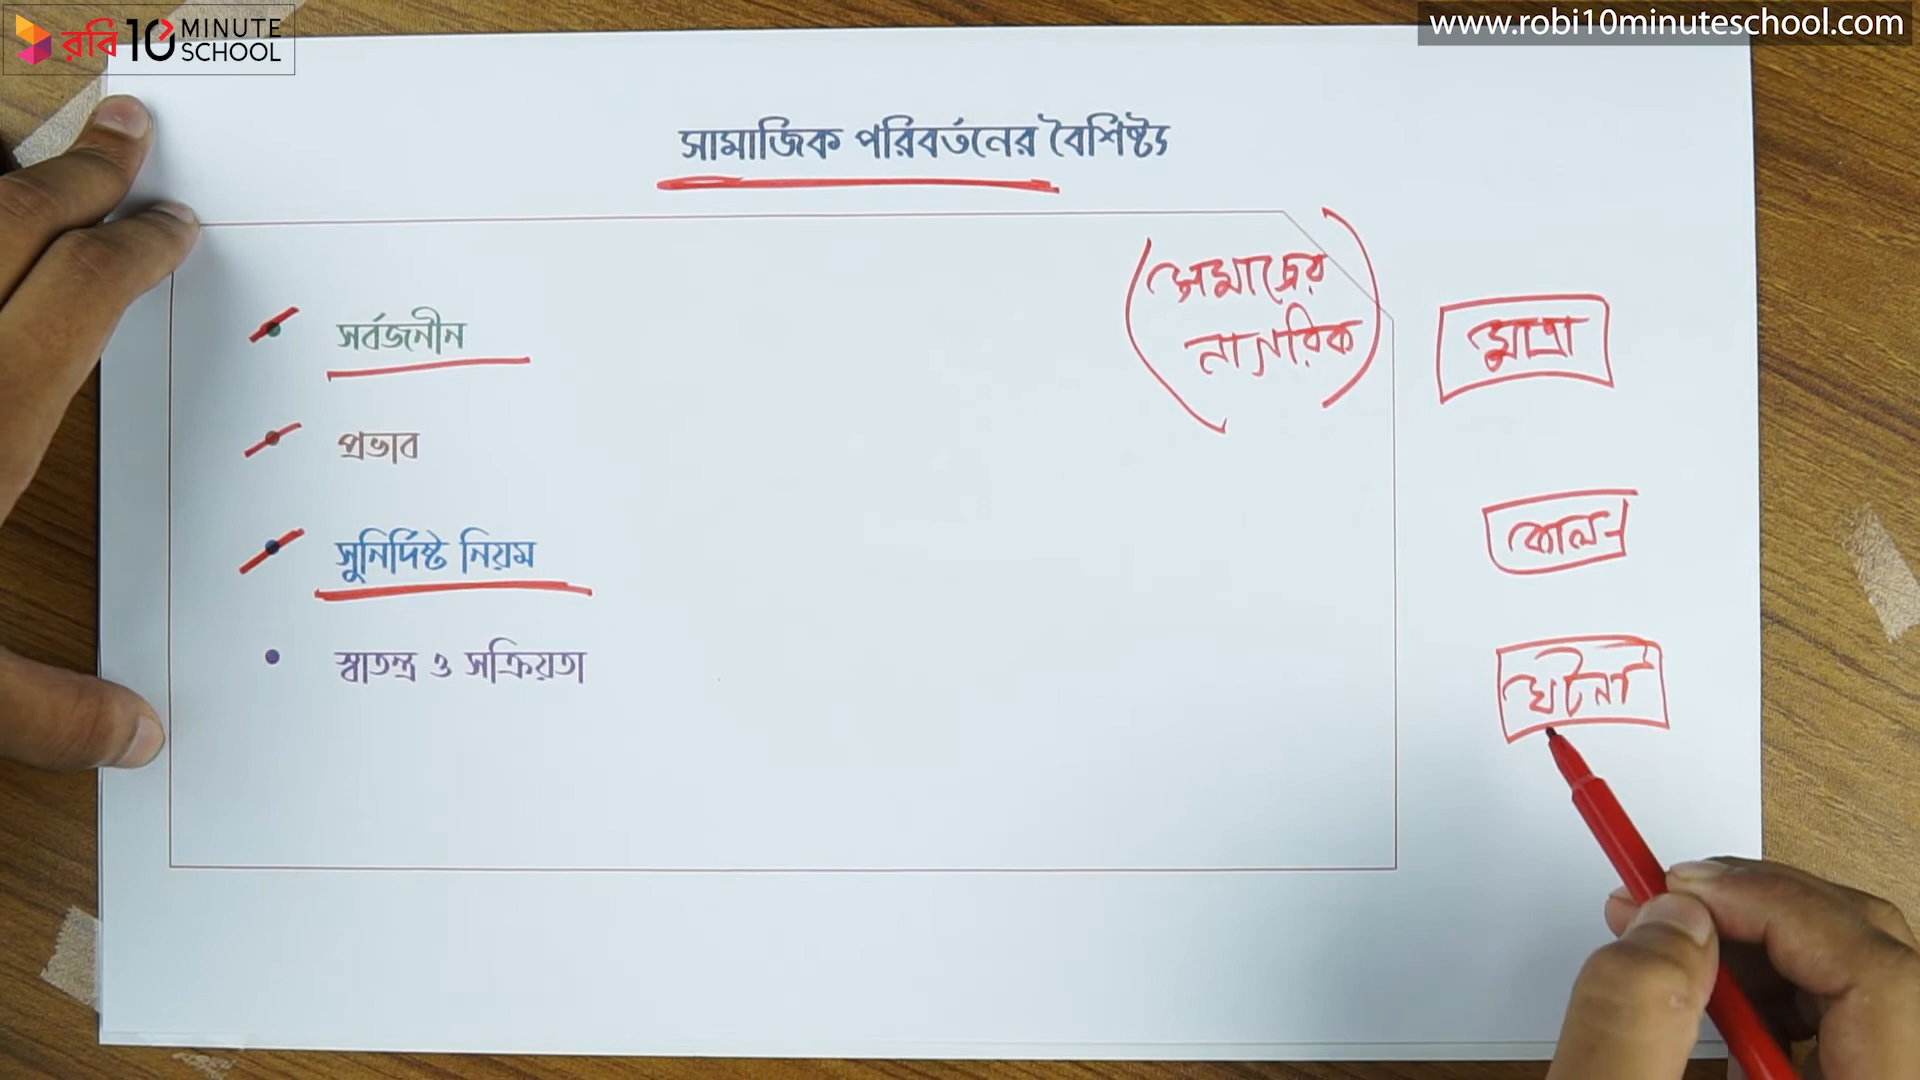 রবি 10 MINUTE SCHOOL
www.robi10minuteschool.com
সামাজিক পরিবর্তনের বৈশিষ্ট্য
সর্বজনীন
প্রভাব
সুনির্দিষ্ট নিয়ম
স্বাতন্ত্র ও সক্রিয়তা
সমাজের
নাগরিক
মাত্রা
ঘটনা